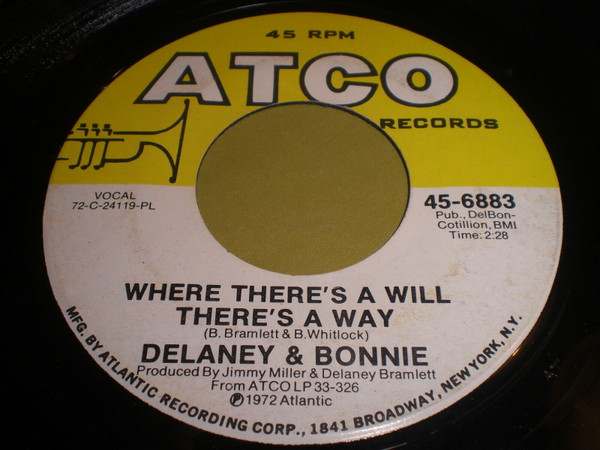 45 RPM
ATCO
RECORDS
VOCAL
72-C-24119-PL
45-6883
Pub., DelBon-
Cotillion, BMI
Time: 2:28
WHERE THERE'S A WILL
THERE'S A WAY
(B. Bramlett & B. Whitlock)
DELANEY & BONNIE
Produced By Jimmy Miller & Delaney Bramlett
From ATCO LP 33-326
℗ 1972 Atlantic
MFG. BY ATLANTIC RECORDING CORP., 1841 BROADWAY, NEW YORK, N.Y.